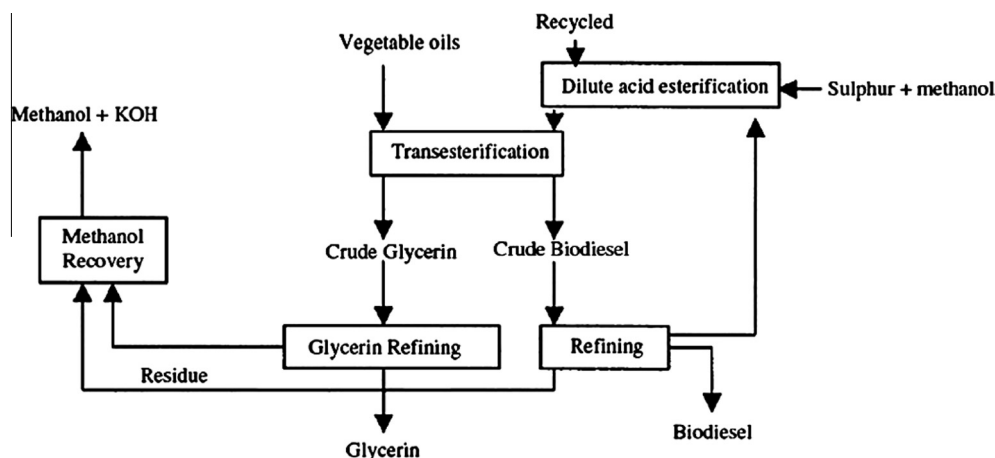 Recycled
Vegetable oils
Dilute acid esterification
Sulphur + methanol
Methanol + KOH
Transesterification
Methanol
Recovery
Crude Glycerin
Crude Biodiesel
Glycerin Refining
Refining
Residue
Biodiesel
Glycerin